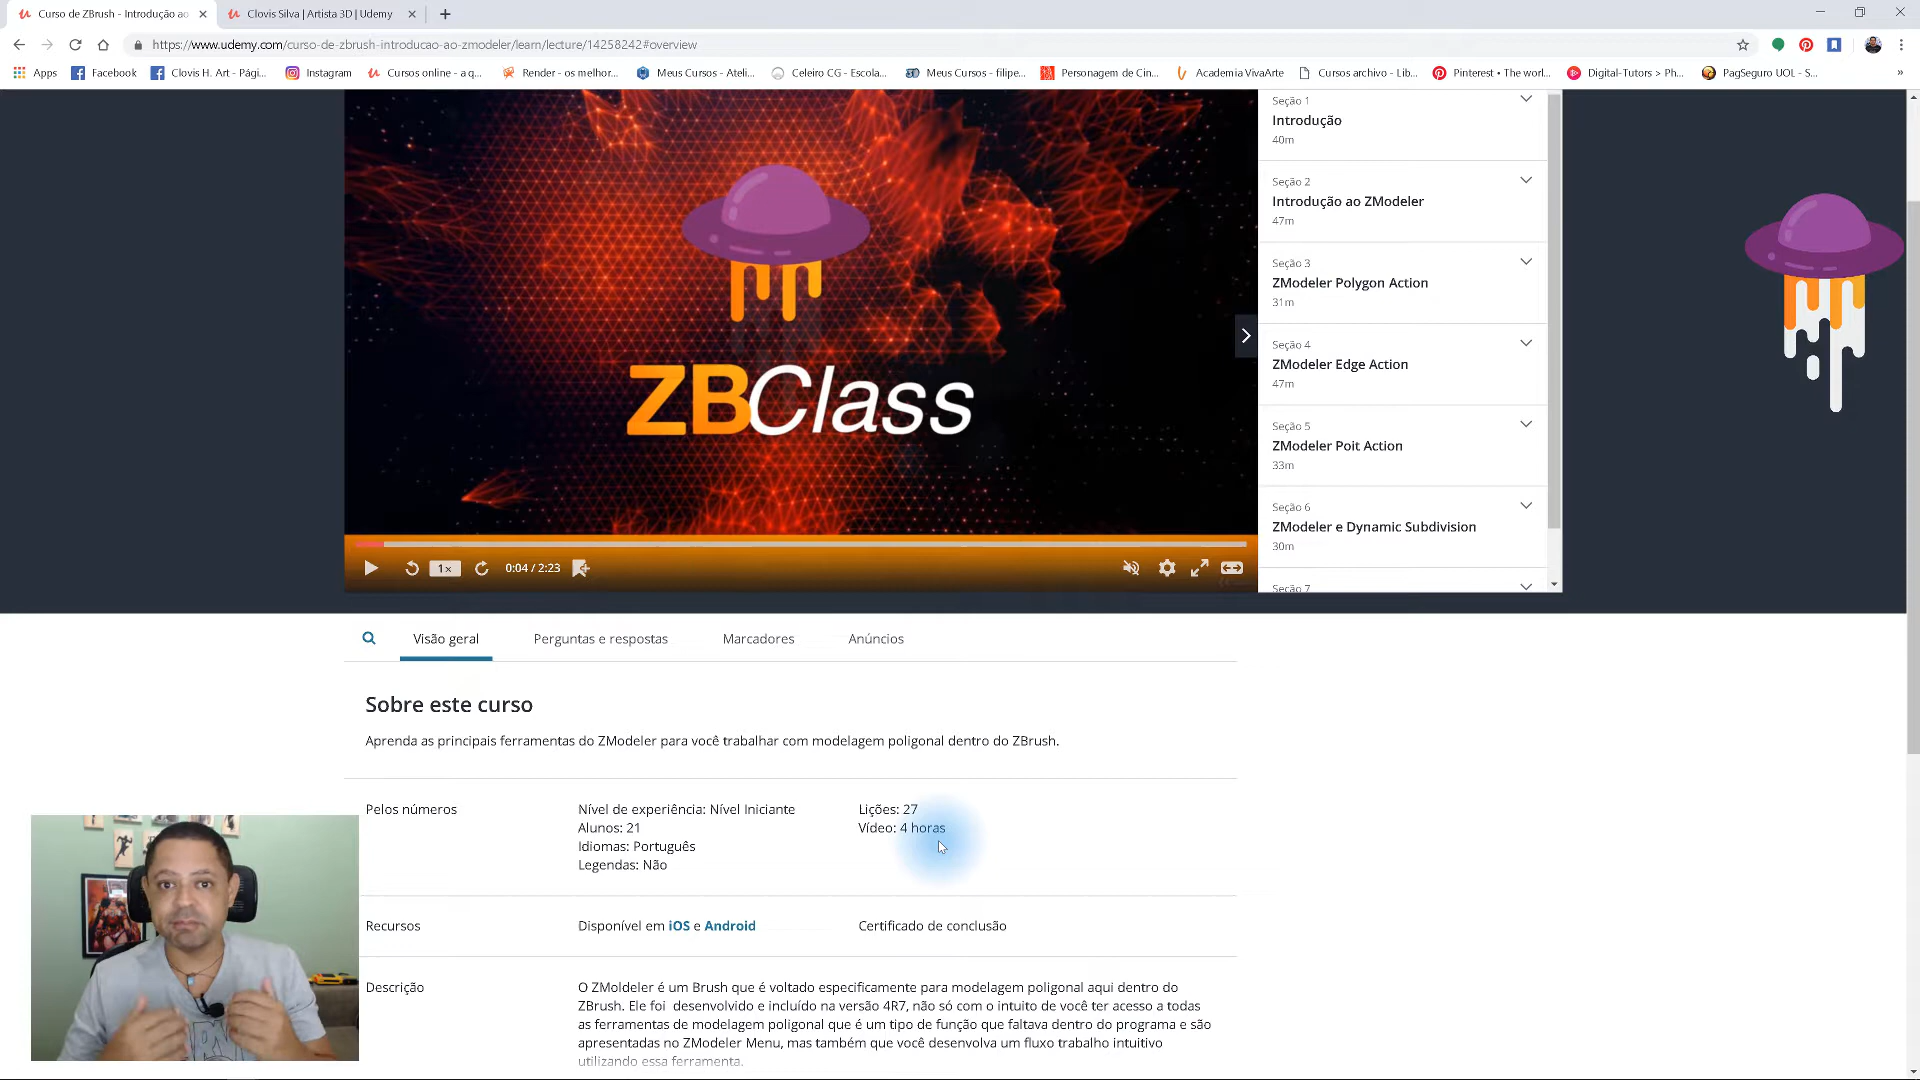 Curso de ZBrush - Introdução ao
Clovis Silva | Artista 3D | Udemy
https://www.udemy.com/curso-de-zbrush-introducao-ao-zmodeler/learn/lecture/14258242#overview
Apps
Facebook
Clovis H. Art - Pági...
Instagram
Cursos online - a q...
Render - os melhor...
Meus Cursos - Ateli...
Celeiro CG - Escola...
Meus Cursos - filipe...
Personagem de Cin...
Academia VivaArte
Cursos archivo - Lib...
Pinterest • The worl...
Digital-Tutors > Ph...
PagSeguro UOL - S...
»
ZBClass
1x
0:04 / 2:23
Seção 1
Introdução
40m
Seção 2
Introdução ao ZModeler
47m
Seção 3
ZModeler Polygon Action
31m
Seção 4
ZModeler Edge Action
47m
Seção 5
ZModeler Poit Action
33m
Seção 6
ZModeler e Dynamic Subdivision
30m
Seção 7
Visão geral
Perguntas e respostas
Marcadores
Anúncios
Sobre este curso
Aprenda as principais ferramentas do ZModeler para você trabalhar com modelagem poligonal dentro do ZBrush.
Pelos números
Nível de experiência: Nível Iniciante
Alunos: 21
Idiomas: Português
Legendas: Não
Lições: 27
Vídeo: 4 horas
Recursos
Disponível em iOS e Android
Certificado de conclusão
Descrição
O ZMoldeler é um Brush que é voltado especificamente para modelagem poligonal aqui dentro do
ZBrush. Ele foi desenvolvido e incluído na versão 4R7, não só com o intuito de você ter acesso a todas
as ferramentas de modelagem poligonal que é um tipo de função que faltava dentro do programa e são
apresentadas no ZModeler Menu, mas também que você desenvolva um fluxo trabalho intuitivo
utilizando essa ferramenta.